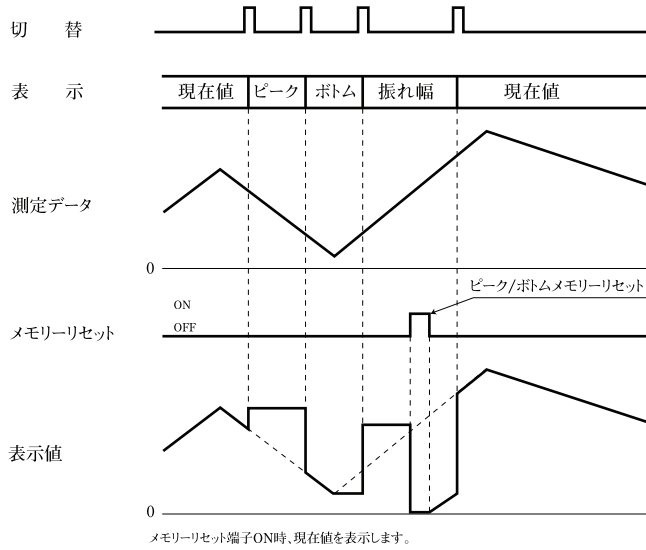 切　替
表　示
現在値 ピーク ボトム 振れ幅 現在値
測定データ
0
ピーク/ボトムメモリーリセット
ON
メモリーリセット
OFF
表示値
0
メモリーリセット端子ON時、現在値を表示します。